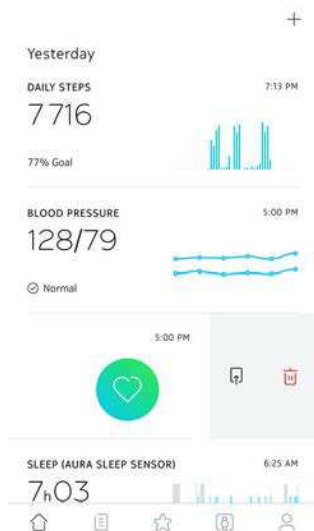 Yesterday
DAILY STEPS 7:13 PM
7 716
77% Goal
BLOOD PRESSURE 5:00 PM
128/79
Normal
5:00 PM
SLEEP (AURA SLEEP SENSOR) 6:25 AM
7h03